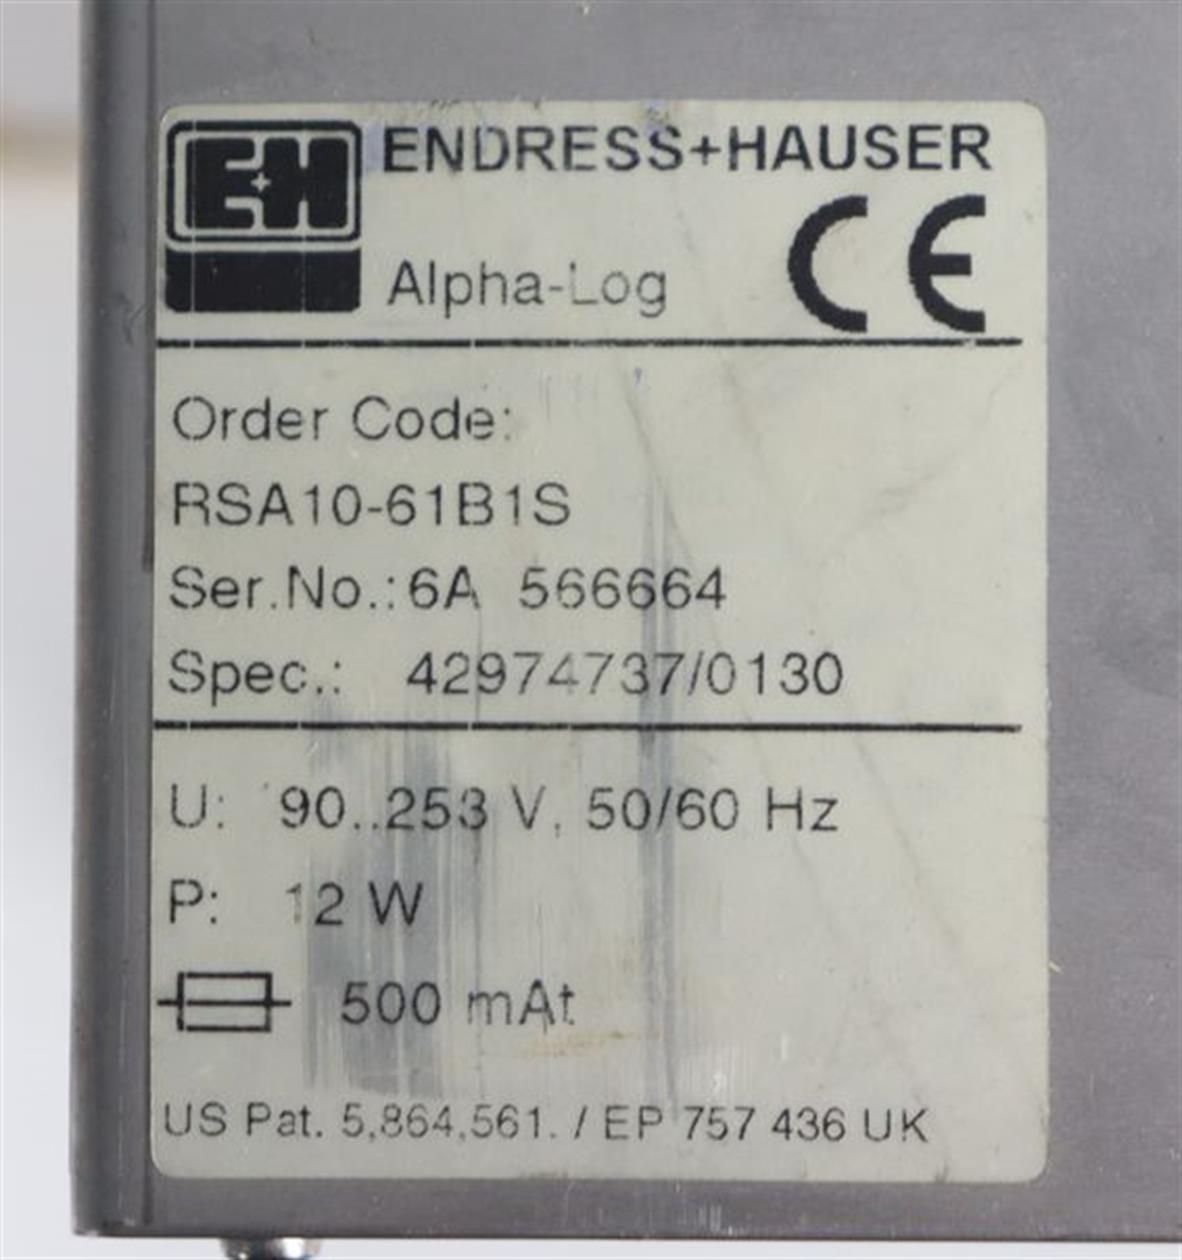 E+H ENDRESS+HAUSER
Alpha-Log CE
Order Code:
RSA10-61B1S
Ser.No.: 6A 566664
Spec.: 42974737/0130
U: 90..253 V, 50/60 Hz
P: 12 W
500 mAt
US Pat. 5,864,561. / EP 757 436 UK